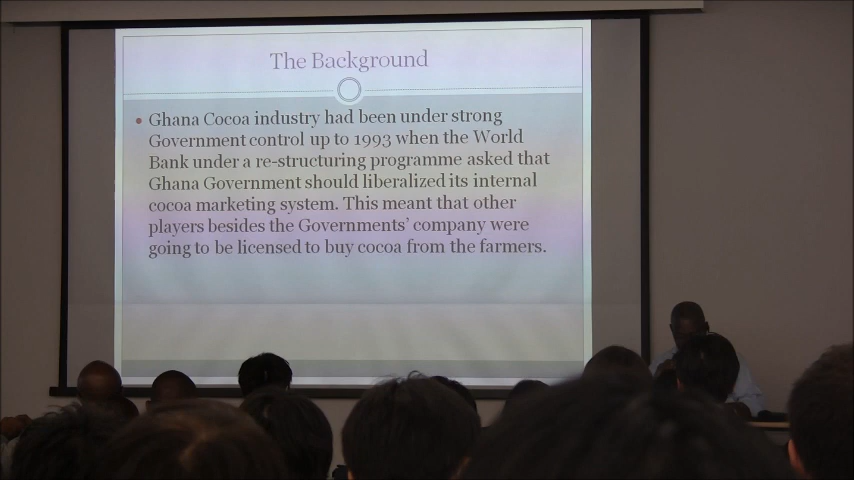 The Background
Ghana Cocoa industry had been under strong
Government control up to 1993 when the World
Bank under a re-structuring programme asked that
Ghana Government should liberalized its internal
cocoa marketing system. This meant that other
players besides the Governments' company were
going to be licensed to buy cocoa from the farmers.